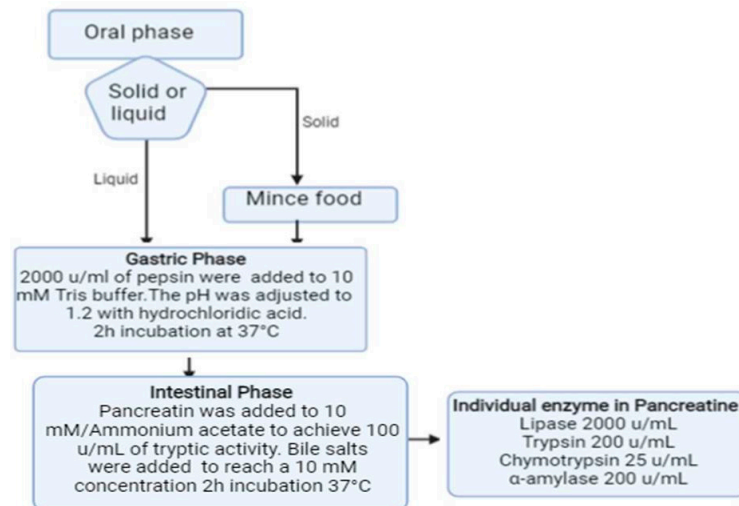 Oral phase
Solid or
liquid
Solid
Liquid
Mince food
Gastric Phase
2000 u/ml of pepsin were added to 10
mM Tris buffer.The pH was adjusted to
1.2 with hydrochloridic acid.
2h incubation at 37°C
Intestinal Phase
Pancreatin was added to 10
mM/Ammonium acetate to achieve 100
u/mL of tryptic activity. Bile salts
were added to reach a 10 mM
concentration 2h incubation 37°C
Individual enzyme in Pancreatine
Lipase 2000 u/mL
Trypsin 200 u/mL
Chymotrypsin 25 u/mL
α-amylase 200 u/mL